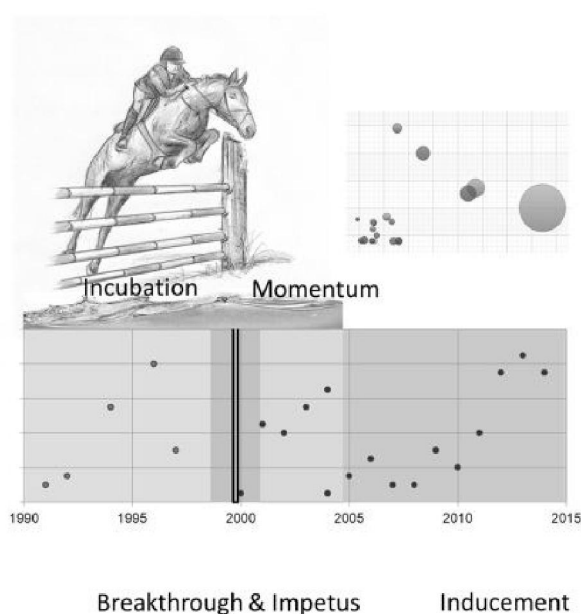 Incubation
Momentum
1990 1995 2000 2005 2010 2015
Breakthrough & Impetus
Inducement